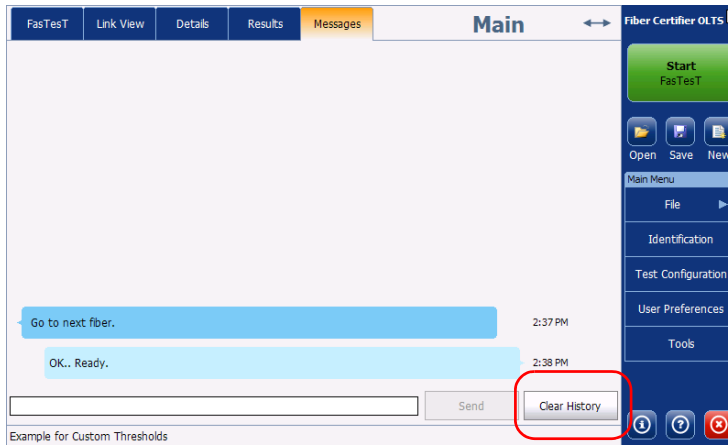 FasTesT Link View Details Results Messages Main
Fiber Certifier OLTS
Start
FasTesT
Open Save New
Main Menu
File
Identification
Test Configuration
User Preferences
Tools
Go to next fiber. 2:37 PM
OK.. Ready. 2:38 PM
Send Clear History
Example for Custom Thresholds